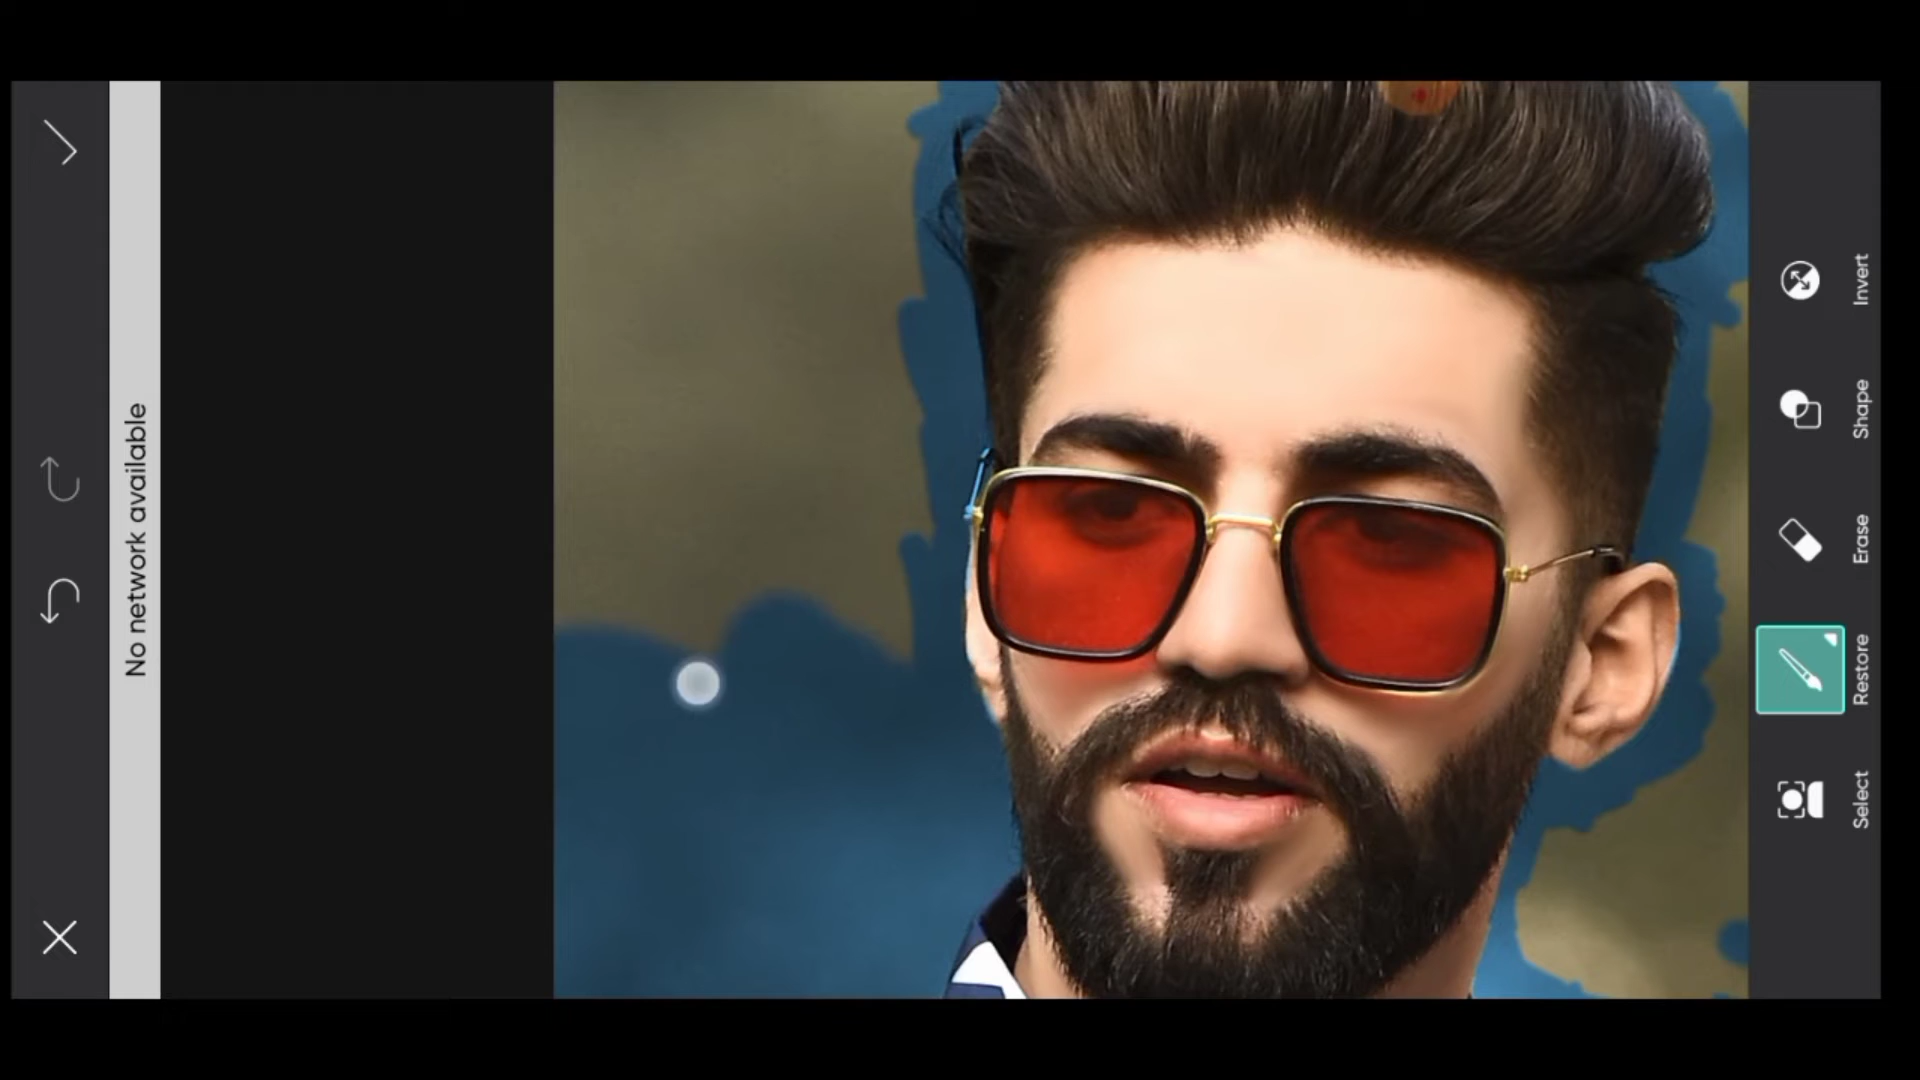 No network available
Invert
Shape
Erase
Restore
Select